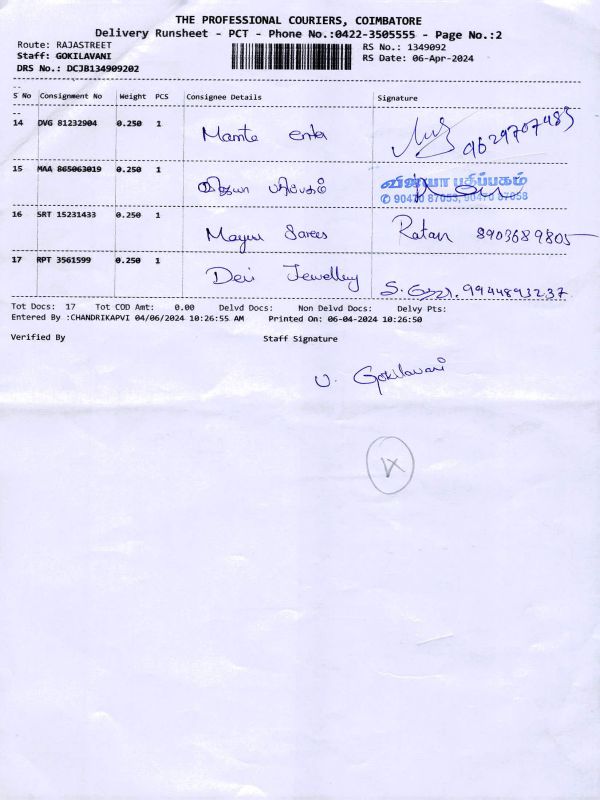 THE PROFESSIONAL COURIERS, COIMBATORE
Delivery Runsheet - PCT - Phone No.:0422-3505555 - Page No.:2
Route: RAJASTREET RS No.: 1349092
Staff: GOKILAVANI RS Date: 06-Apr-2024
DRS No.: DCJB134909202
S No Consignment No Weight PCS Consignee Details Signature
14 DVG 81232904 0.250 1 Mamta 9629707483
15 MAA 865063019 0.250 1 விஜயா பதிப்பகம் விஜயா பதிப்பகம்
✆ 90470 87053, 90470 87058
16 SRT 15231433 0.250 1 Mayur Sarees Ratan 8903689805
17 RPT 3561599 0.250 1 Devi Jewellery 9944893237
Tot Docs: 17 Tot COD Amt: 0.00 Delvd Docs: Non Delvd Docs: Delvy Pts:
Entered By :CHANDRIKAPVI 04/06/2024 10:26:55 AM Printed On: 06-04-2024 10:26:50
Verified By Staff Signature
U. Gokilavani